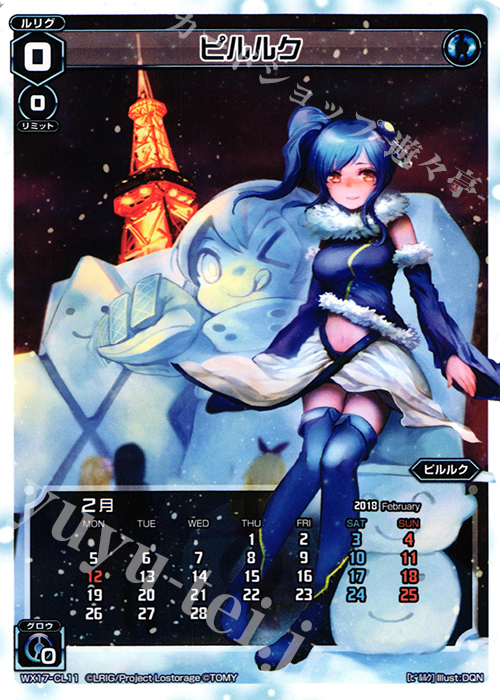 ルリグ
0
ピルルク
0
リミット
カードショップ 遊々亭
ピルルク
2月
2018 February
MON TUE WED THU FRI SAT SUN
1 2 3 4
5 6 7 8 9 10 11
12 13 14 15 16 17 18
19 20 21 22 23 24 25
26 27 28
yuyu-tei.j
グロウ
0
WX17-CL11 ©LRIG/Project Lostorage ©TOMY
[ピルルク] Illust:DQN